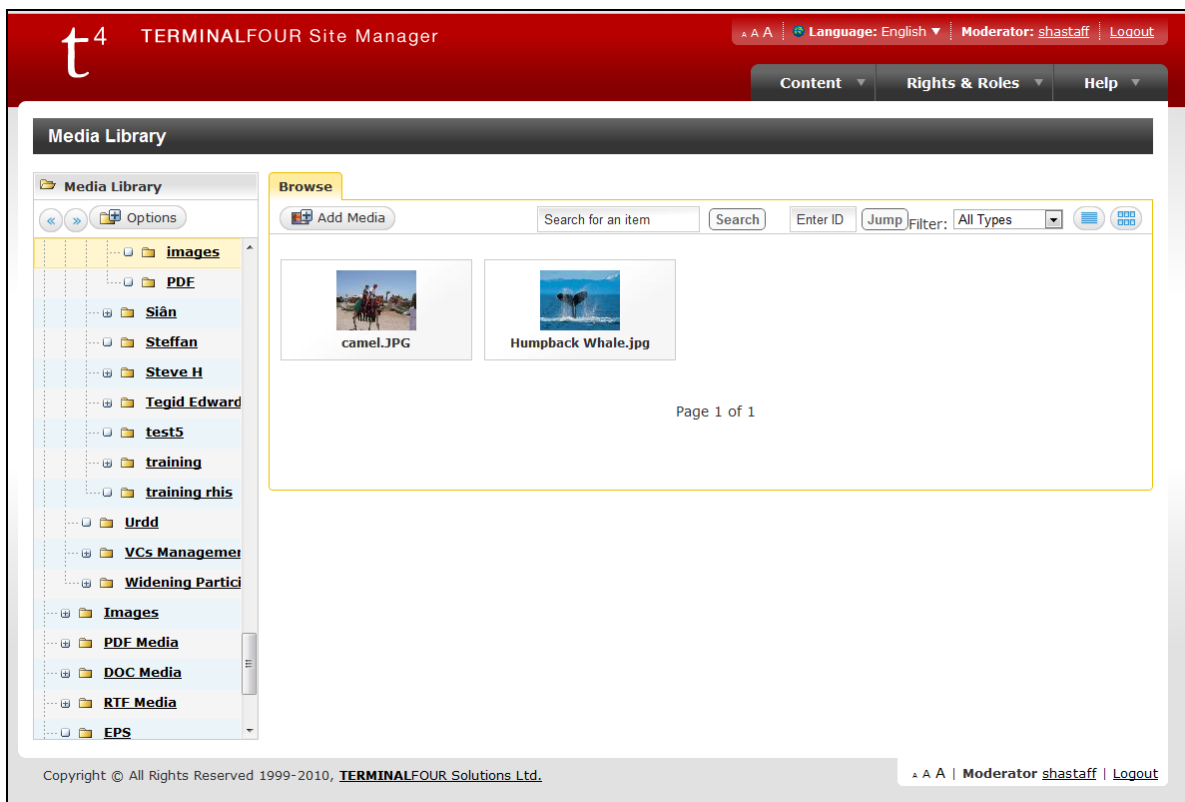 t4 TERMINALFOUR Site Manager
A A A Language: English ▼ Moderator: shastaff Logout
Content ▼ Rights & Roles ▼ Help ▼
Media Library
Media Library
« » Options
images
PDF
Siân
Steffan
Steve H
Tegid Edward
test5
training
training rhis
Urdd
VCs Managemer
Widening Partici
Images
PDF Media
DOC Media
RTF Media
EPS
Browse
Add Media Search for an item Search Enter ID Jump Filter: All Types
camel.JPG Humpback Whale.jpg
Page 1 of 1
Copyright © All Rights Reserved 1999-2010, TERMINALFOUR Solutions Ltd.
A A A | Moderator shastaff | Logout